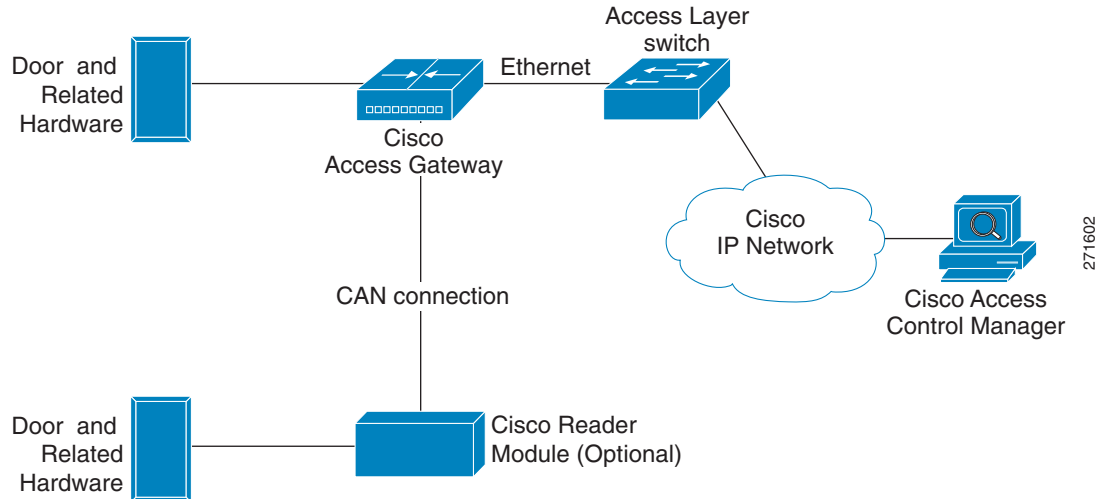 Access Layer
switch
Door and
Related
Hardware
Ethernet
Cisco
Access Gateway
Cisco
IP Network
271602
CAN connection
Cisco Access
Control Manager
Door and
Related
Hardware
Cisco Reader
Module (Optional)